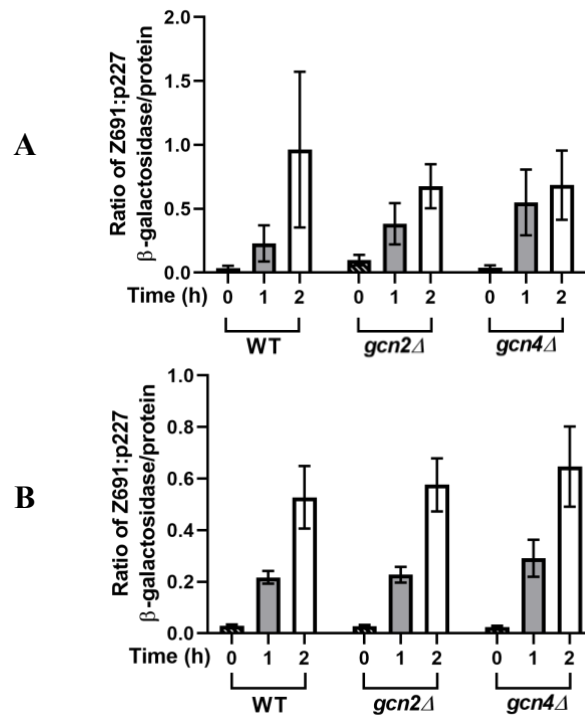 A
Ratio of Z691:p227
β-galactosidase/protein
2.0
1.5
1.0
0.5
0.0
Time (h) 0 1 2 0 1 2 0 1 2
WT gcn2Δ gcn4Δ
B
Ratio of Z691:p227
β-galactosidase/protein
1.0
0.8
0.6
0.4
0.2
0.0
Time (h) 0 1 2 0 1 2 0 1 2
WT gcn2Δ gcn4Δ